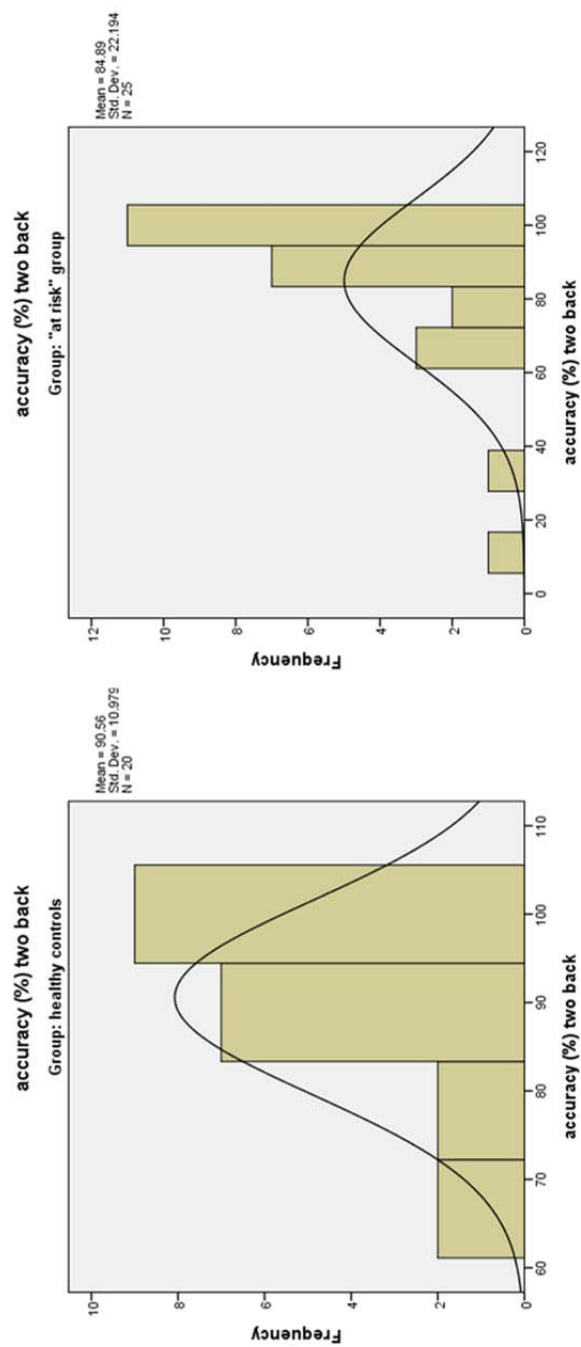 accuracy (%) two back
Group: healthy controls
Mean = 90.56
Std. Dev. = 10.979
N = 20
Frequency
10
8
6
4
2
0
60
70
80
90
100
110
accuracy (%) two back
accuracy (%) two back
Group: "at risk" group
Mean = 84.89
Std. Dev. = 22.194
N = 25
Frequency
12
10
8
6
4
2
0
0
20
40
60
80
100
120
accuracy (%) two back